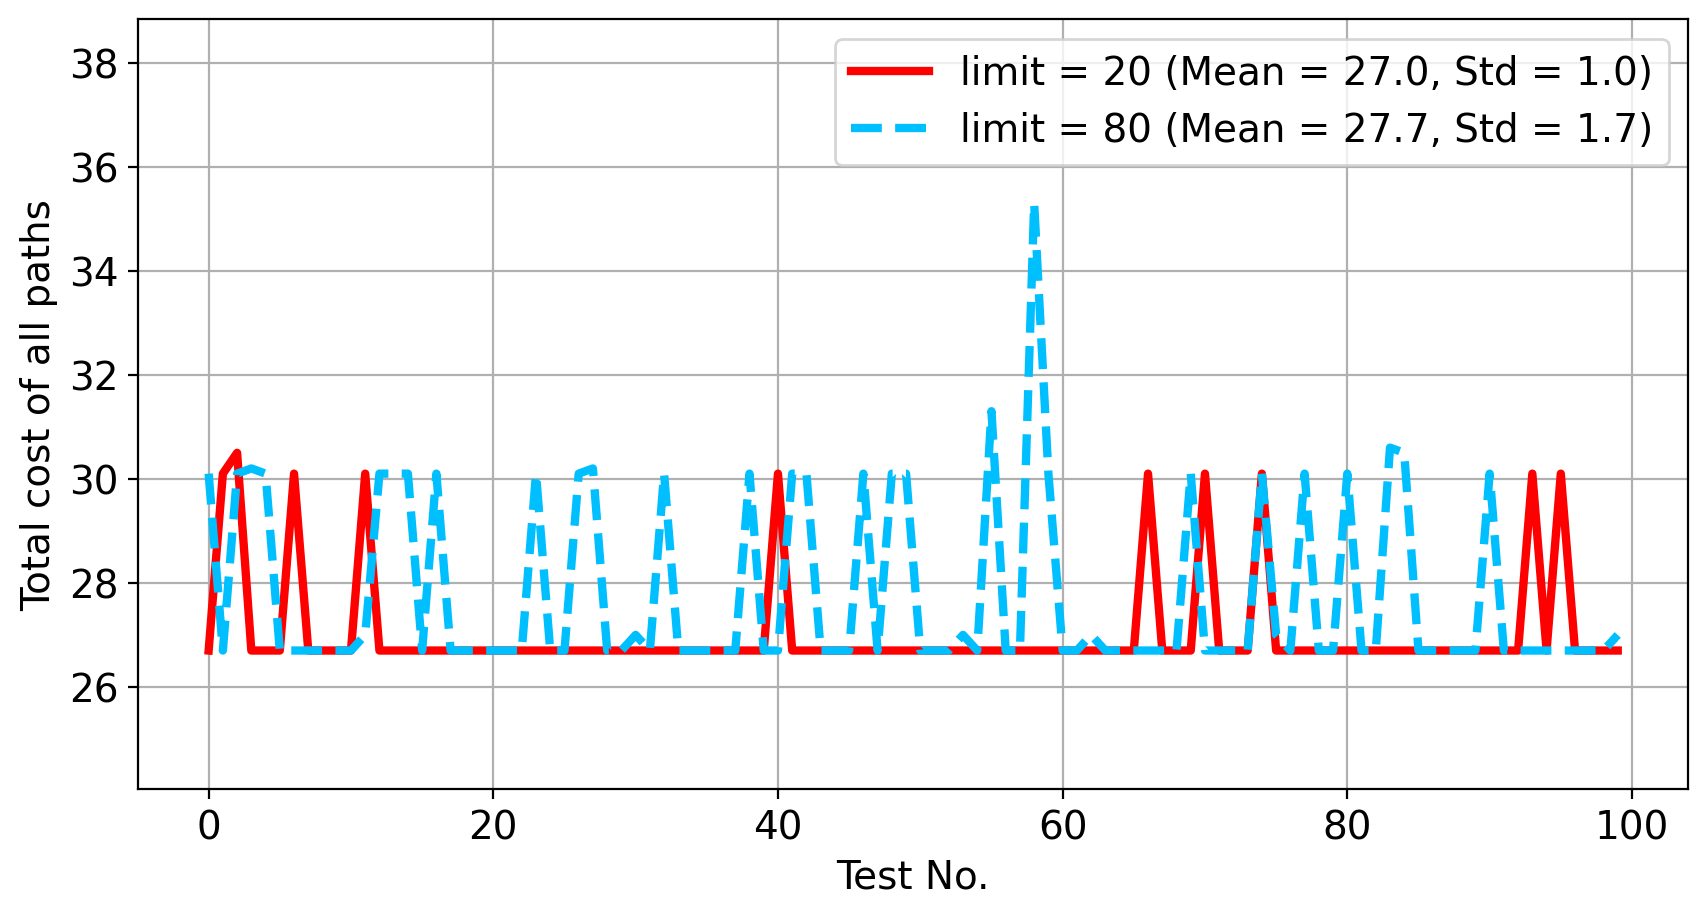 limit = 20 (Mean = 27.0, Std = 1.0)
limit = 80 (Mean = 27.7, Std = 1.7)
Total cost of all paths
38
36
34
32
30
28
26
0 20 40 60 80 100
Test No.